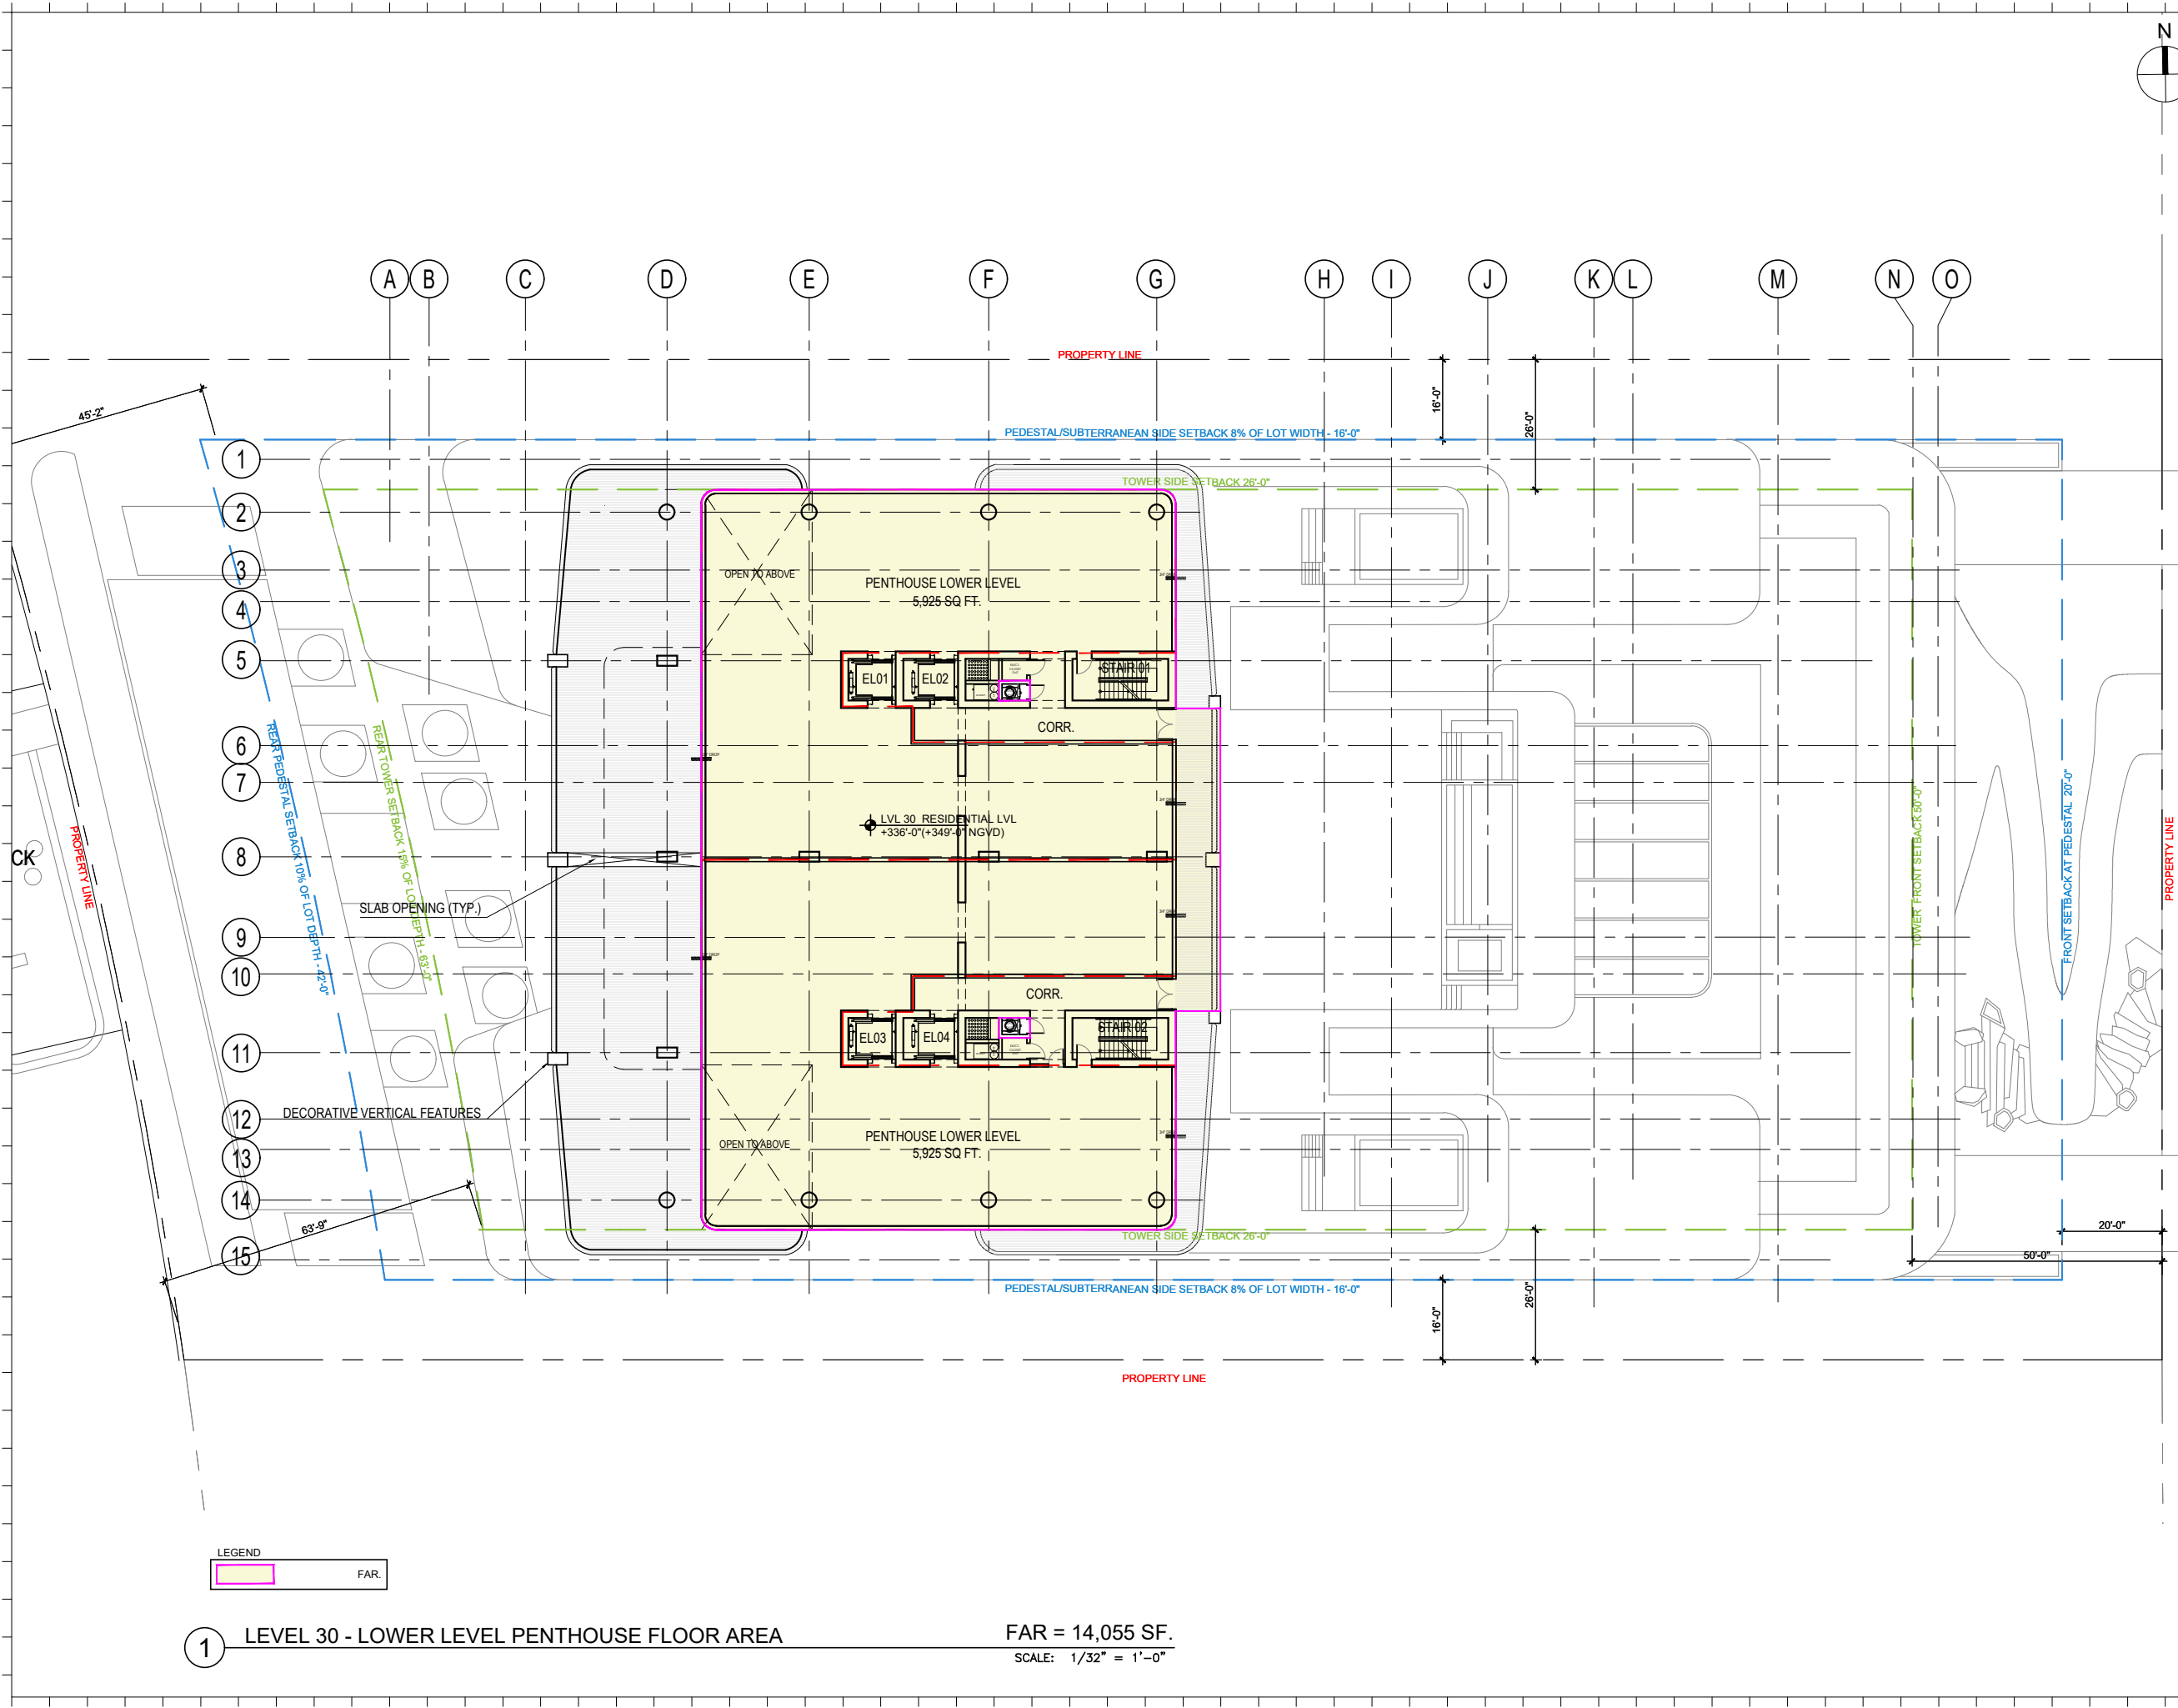 N
A
B
C
D
E
F
G
H
I
J
K
L
M
N
O
PROPERTY LINE
45'-2"
16'-0"
26'-0"
PEDESTAL/SUBTERRANEAN SIDE SETBACK 8% OF LOT WIDTH - 16'-0"
TOWER SIDE SETBACK 26'-0"
1
2
3
4
5
6
7
8
9
10
11
12
13
14
15
OPEN TO ABOVE
PENTHOUSE LOWER LEVEL
5,925 SQ FT.
EL01
EL02
STAIR 01
CORR.
REAR PEDESTAL SETBACK 10% OF LOT DEPTH - 42'-0"
REAR TOWER SETBACK 15% OF LOT DEPTH - 63'-0"
PROPERTY LINE
CK
LVL 30 RESIDENTIAL LVL
+336'-0"(+349'-0" NGVD)
SLAB OPENING (TYP.)
TOWER FRONT SETBACK 50'-0"
FRONT SETBACK AT PEDESTAL 20'-0"
PROPERTY LINE
CORR.
EL03
EL04
STAIR 02
DECORATIVE VERTICAL FEATURES
OPEN TO ABOVE
PENTHOUSE LOWER LEVEL
5,925 SQ FT.
63'-9"
TOWER SIDE SETBACK 26'-0"
20'-0"
50'-0"
PEDESTAL/SUBTERRANEAN SIDE SETBACK 8% OF LOT WIDTH - 16'-0"
16'-0"
26'-0"
PROPERTY LINE
LEGEND
FAR.
1
LEVEL 30 - LOWER LEVEL PENTHOUSE FLOOR AREA
FAR = 14,055 SF.
SCALE: 1/32" = 1'-0"